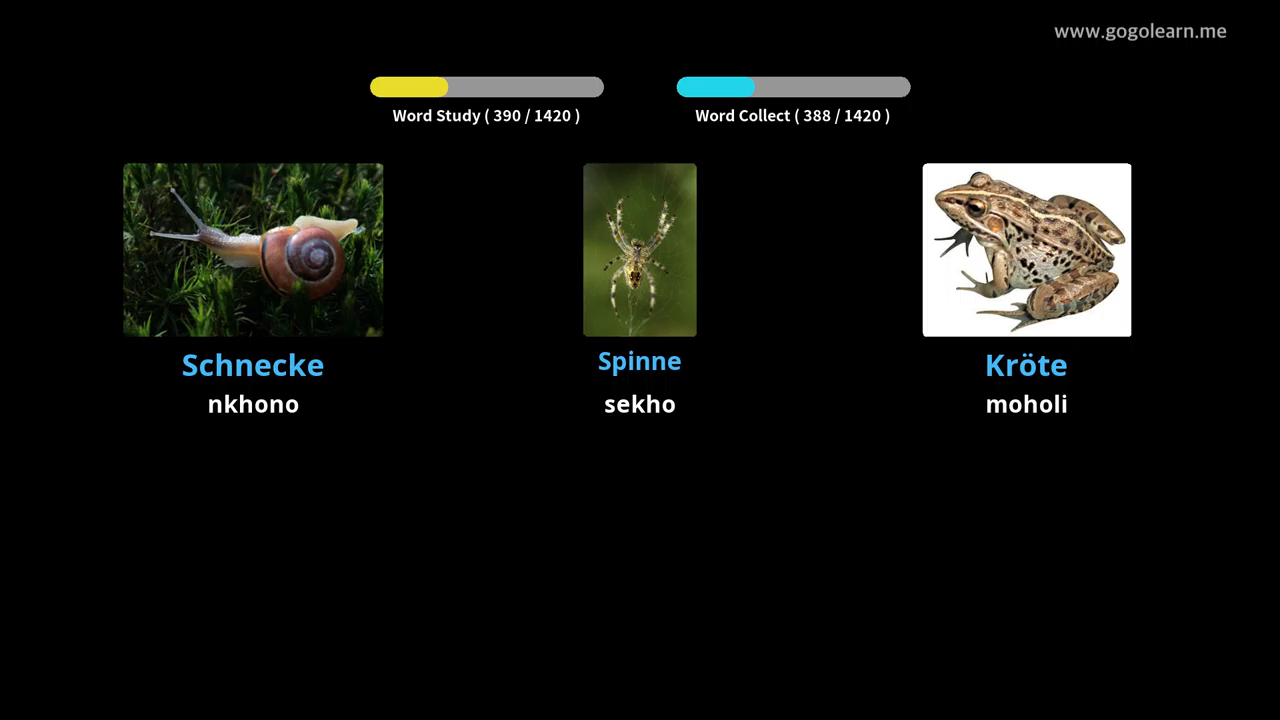 www.gogolearn.me
Word Study ( 390 / 1420 )
Word Collect ( 388 / 1420 )
Schnecke
Spinne
Kröte
nkhono
sekho
moholi